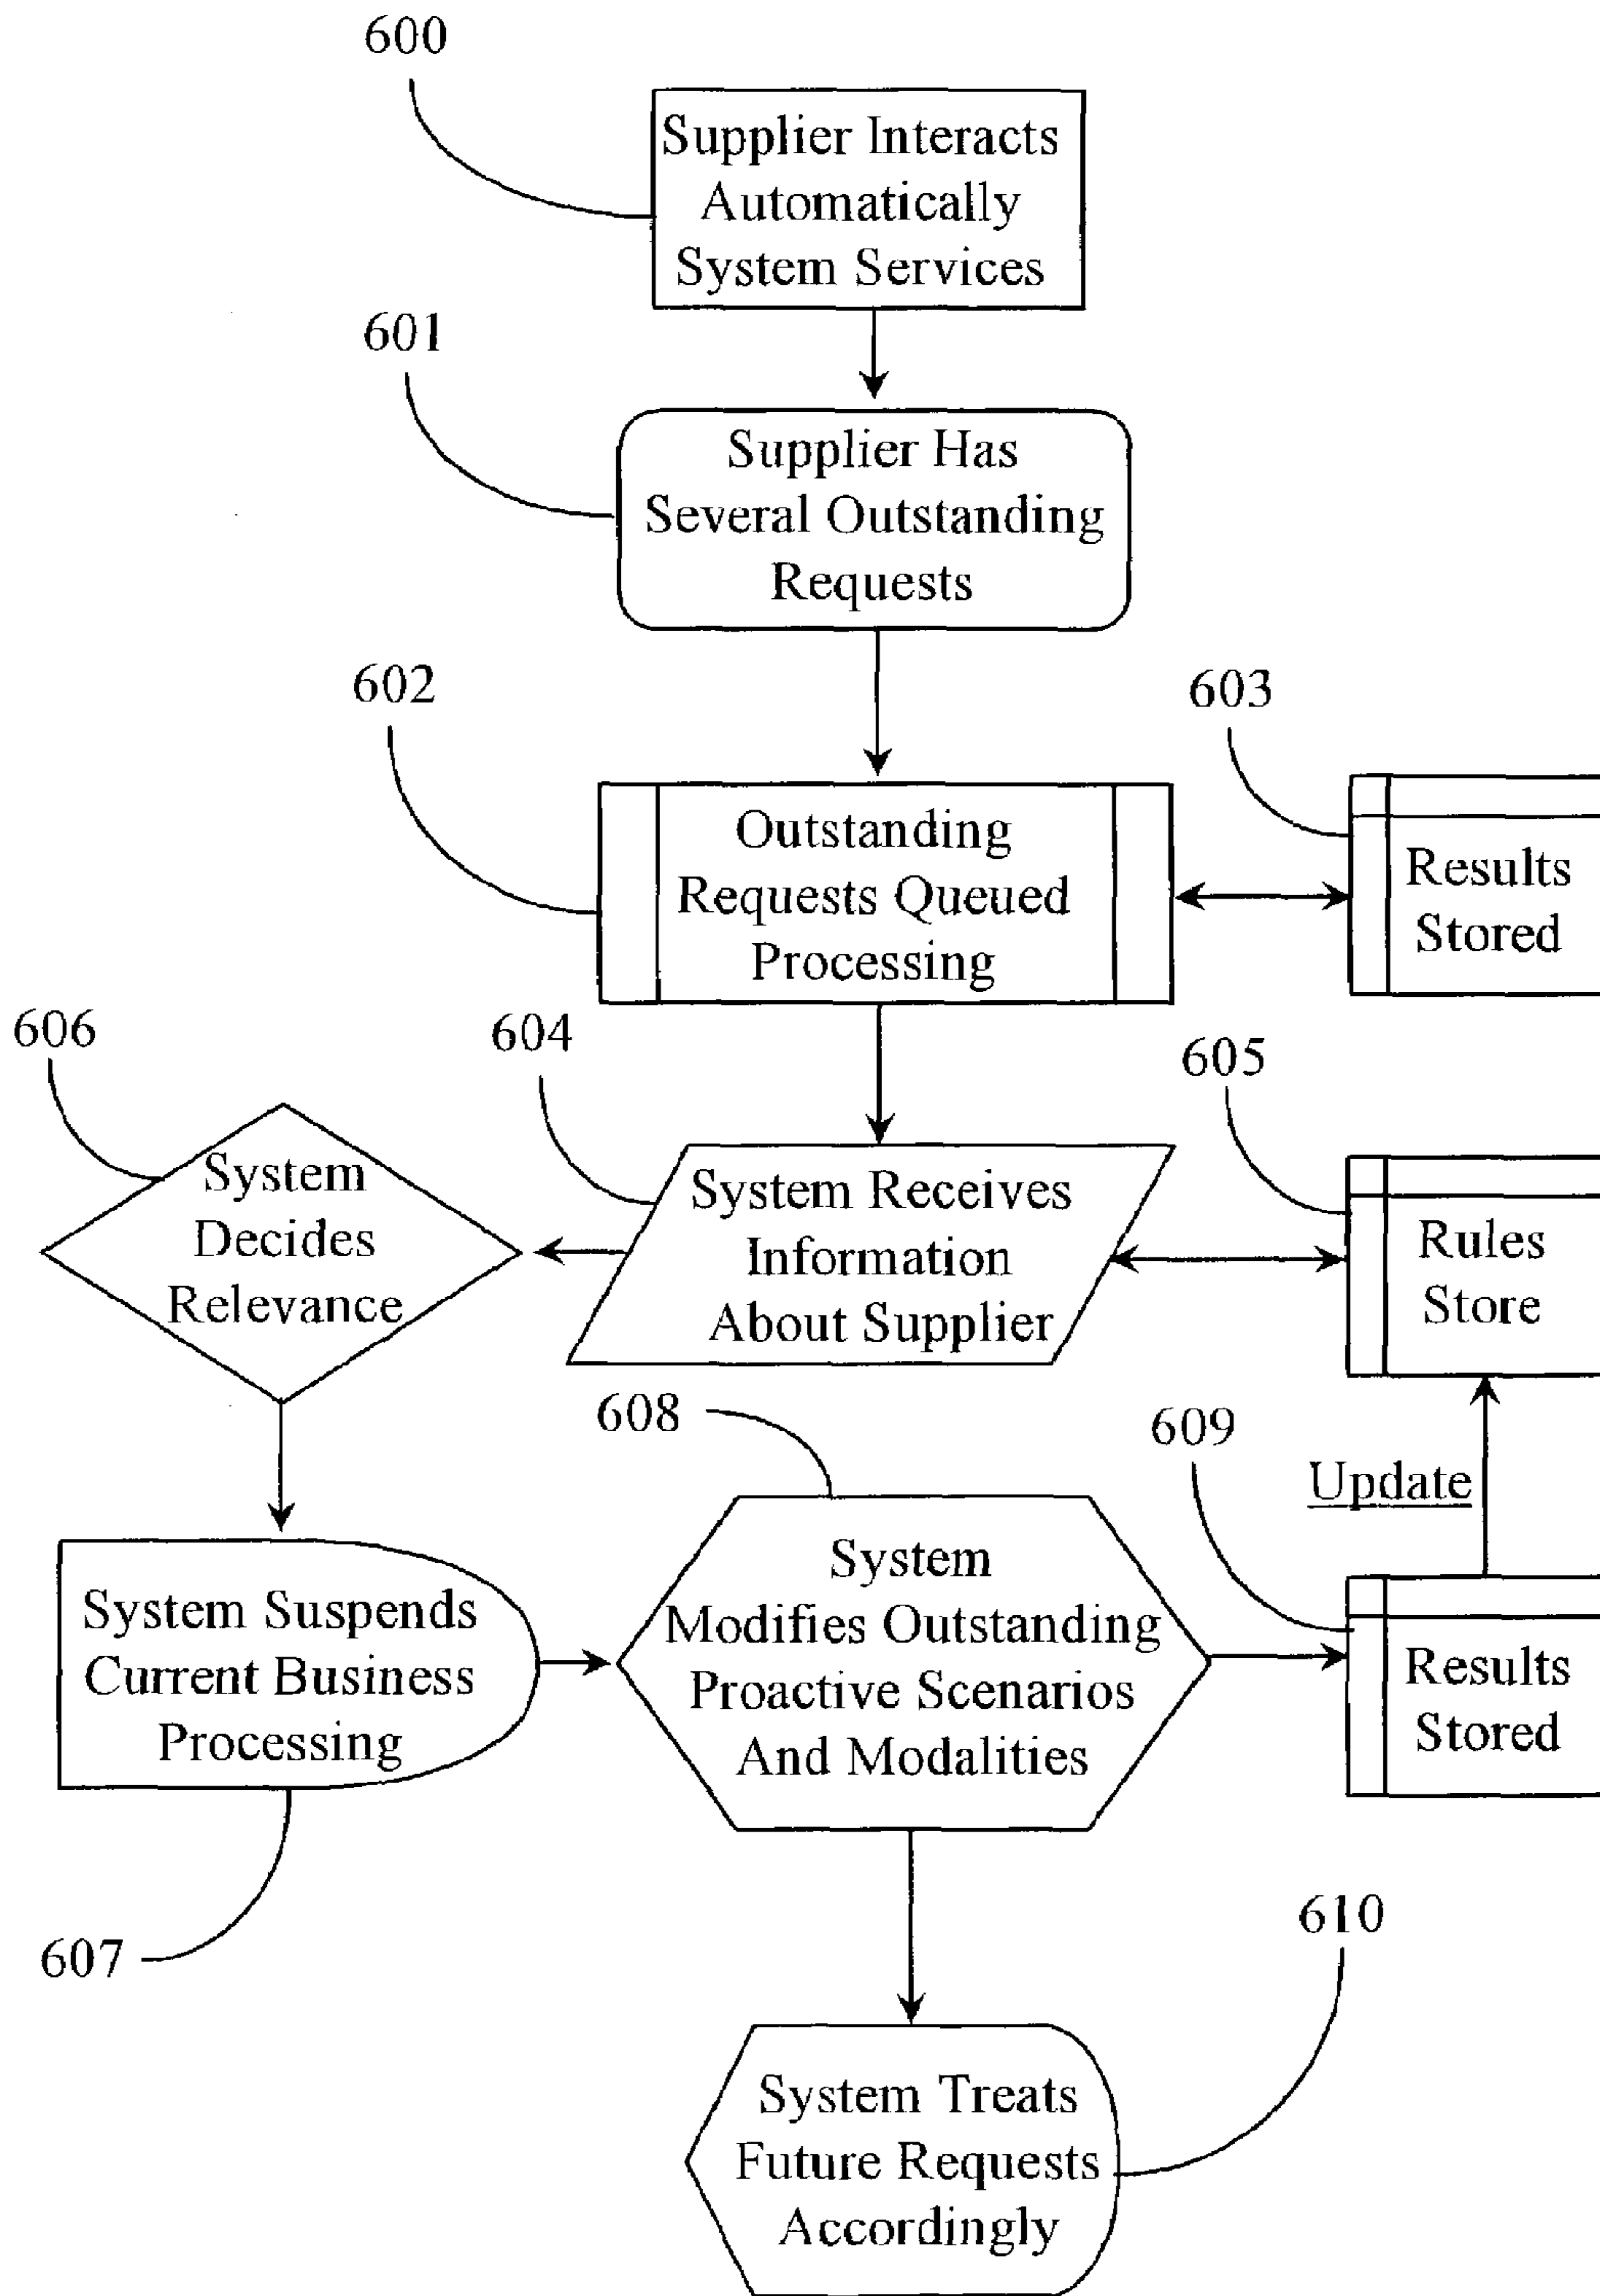 600
Supplier Interacts
Automatically
System Services
601
Supplier Has
Several Outstanding
Requests
602
603
Outstanding
Requests Queued
Processing
Results
Stored
606
604
605
System
Decides
Relevance
System Receives
Information
About Supplier
Rules
Store
608
609
Update
System Suspends
Current Business
Processing
System
Modifies Outstanding
Proactive Scenarios
And Modalities
Results
Stored
607
610
System Treats
Future Requests
Accordingly